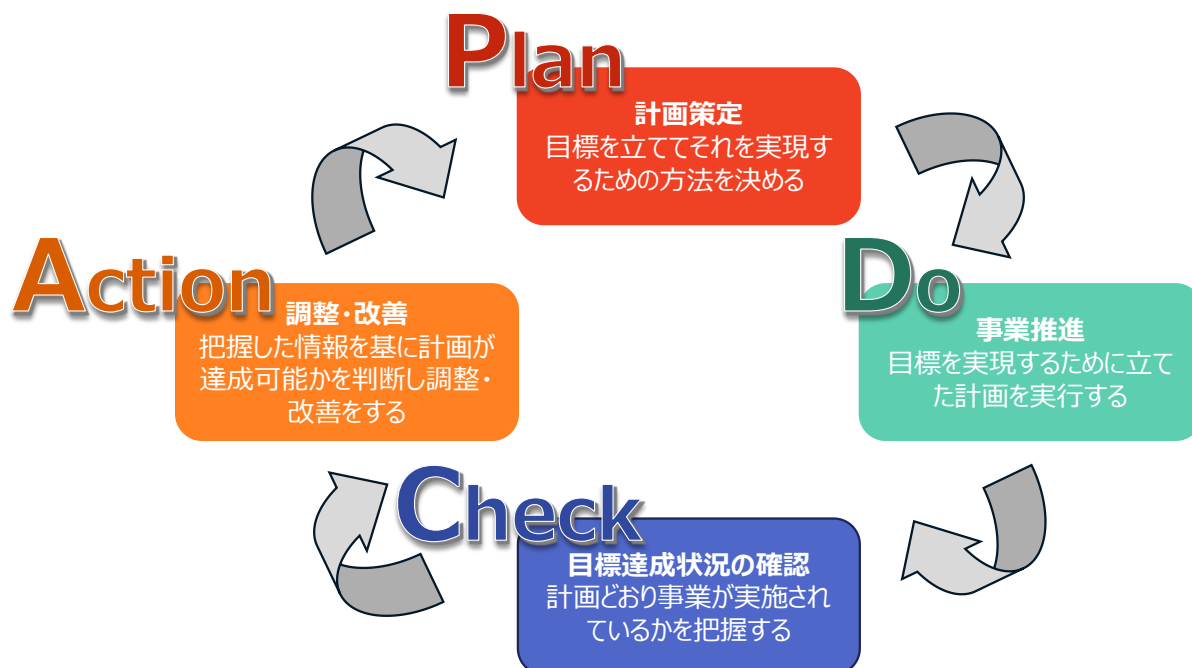 Plan
計画策定
目標を立ててそれを実現す
るための方法を決める
Do
事業推進
目標を実現するために立て
た計画を実行する
Check
目標達成状況の確認
計画どおり事業が実施され
ているかを把握する
Action
調整・改善
把握した情報を基に計画が
達成可能かを判断し調整・
改善をする